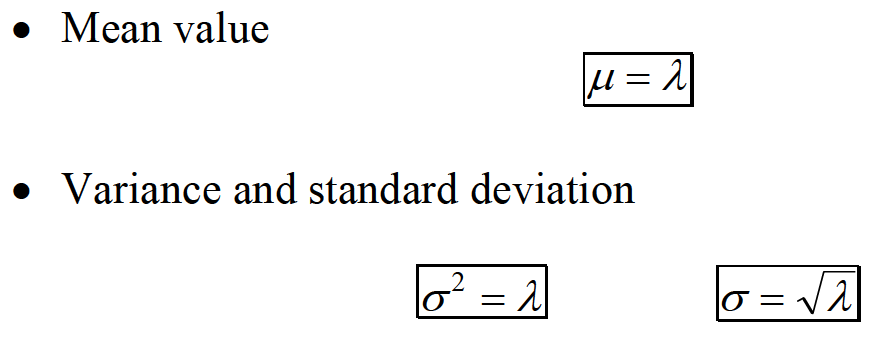 • Mean value
μ = λ
• Variance and standard deviation
σ² = λ   σ = √λ